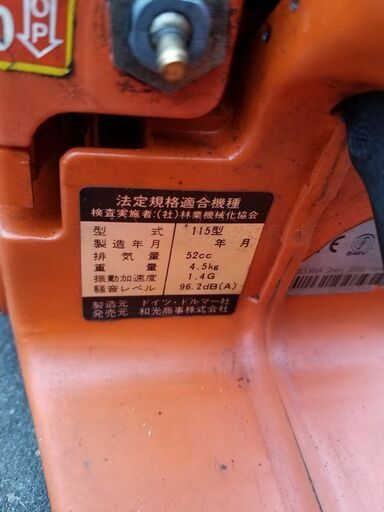 OP
法定規格適合機種
検査実施者:(社)林業機械化協会
型式 115型
製造年月 年 月
排気量 52cc
重量 4.5kg
振動加速度 1.4G
騒音レベル 96.2dB(A)
製造元 ドイツ・ドルマー社
発売元 和光商事株式会社